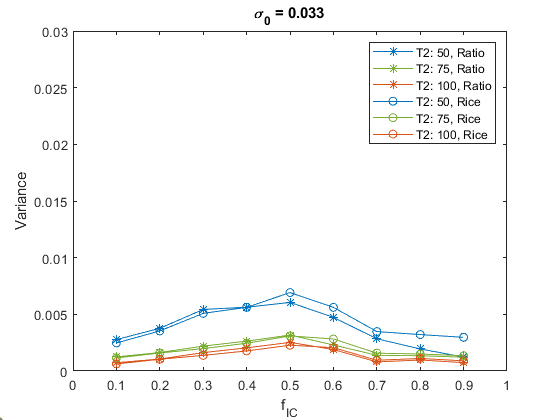 σ0 = 0.033
0.03
0.025
0.02
0.015
0.01
0.005
0
Variance
T2: 50, Ratio
T2: 75, Ratio
T2: 100, Ratio
T2: 50, Rice
T2: 75, Rice
T2: 100, Rice
0 0.1 0.2 0.3 0.4 0.5 0.6 0.7 0.8 0.9 1
fIC